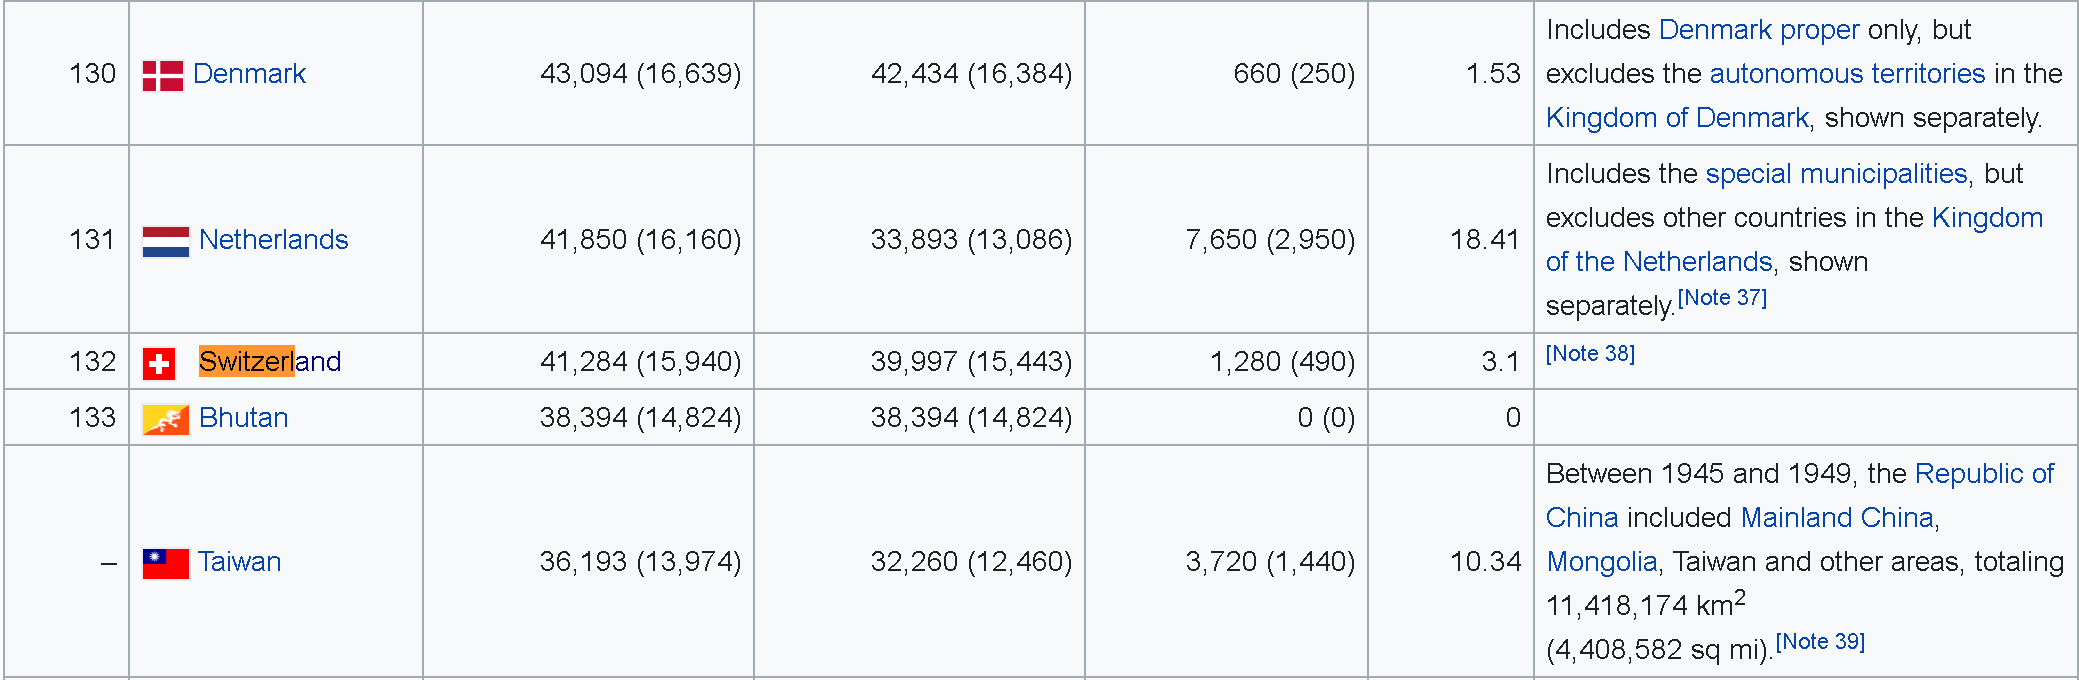 Includes Denmark proper only, but
130 Denmark 43,094 (16,639) 42,434 (16,384) 660 (250) 1.53 excludes the autonomous territories in the
Kingdom of Denmark, shown separately.
Includes the special municipalities, but
excludes other countries in the Kingdom
131 Netherlands 41,850 (16,160) 33,893 (13,086) 7,650 (2,950) 18.41
of the Netherlands, shown
separately.[Note 37]
132 Switzerland 41,284 (15,940) 39,997 (15,443) 1,280 (490) 3.1 [Note 38]
133 Bhutan 38,394 (14,824) 38,394 (14,824) 0 (0) 0
Between 1945 and 1949, the Republic of
China included Mainland China,
– Taiwan 36,193 (13,974) 32,260 (12,460) 3,720 (1,440) 10.34 Mongolia, Taiwan and other areas, totaling
11,418,174 km2
(4,408,582 sq mi).[Note 39]